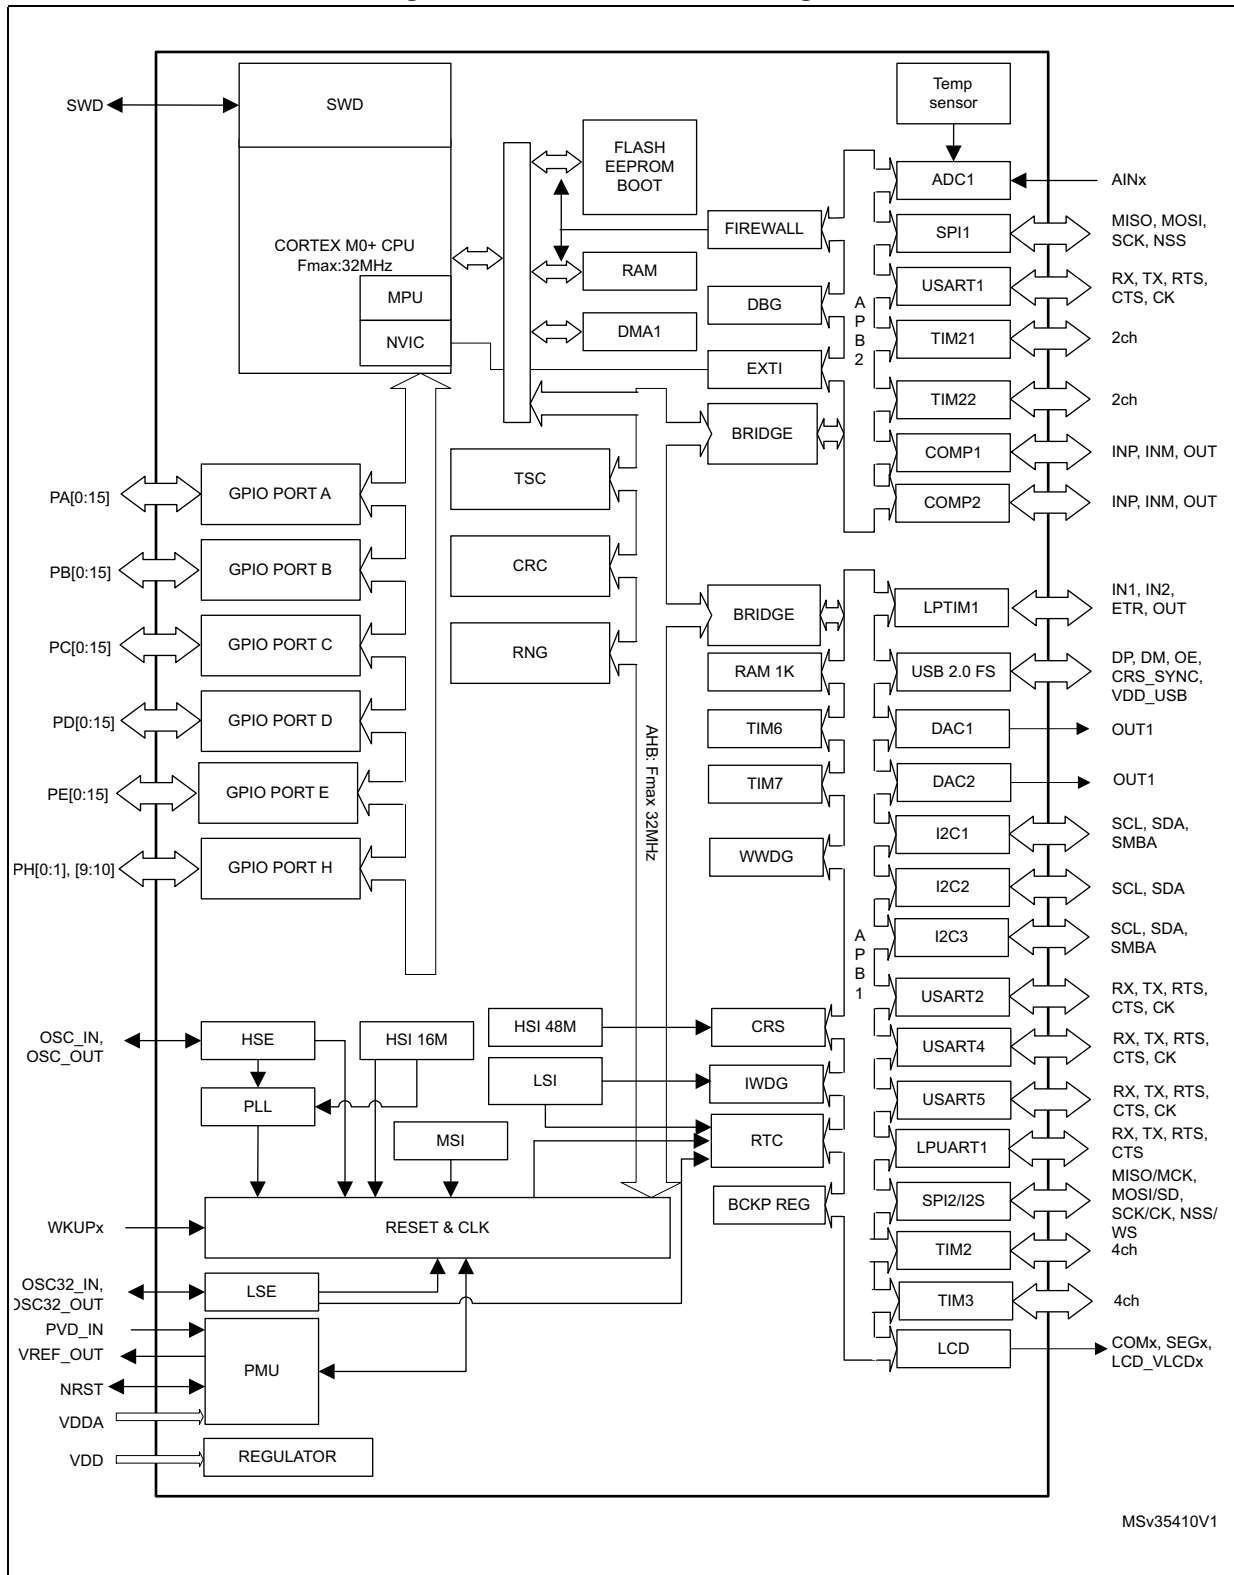 SWD
SWD
Temp
sensor
FLASH
EEPROM
BOOT
ADC1
AINx
CORTEX M0+ CPU
Fmax:32MHz
FIREWALL
SPI1
MISO, MOSI,
SCK, NSS
RAM
MPU
DBG
USART1
RX, TX, RTS,
CTS, CK
NVIC
DMA1
TIM21
2ch
EXTI
A
P
B
2
TIM22
2ch
BRIDGE
COMP1
INP, INM, OUT
TSC
COMP2
INP, INM, OUT
PA[0:15]
GPIO PORT A
PB[0:15]
GPIO PORT B
CRC
BRIDGE
LPTIM1
IN1, IN2,
ETR, OUT
PC[0:15]
GPIO PORT C
RNG
RAM 1K
USB 2.0 FS
DP, DM, OE,
CRS_SYNC,
VDD_USB
PD[0:15]
GPIO PORT D
AHB: Fmax 32MHz
TIM6
DAC1
OUT1
PE[0:15]
GPIO PORT E
TIM7
DAC2
OUT1
I2C1
SCL, SDA,
SMBA
PH[0:1], [9:10]
GPIO PORT H
WWDG
I2C2
SCL, SDA
A
P
B
1
I2C3
SCL, SDA,
SMBA
USART2
RX, TX, RTS,
CTS, CK
OSC_IN,
OSC_OUT
HSE
HSI 16M
HSI 48M
CRS
USART4
RX, TX, RTS,
CTS, CK
LSI
IWDG
PLL
USART5
RX, TX, RTS,
CTS, CK
MSI
RTC
LPUART1
RX, TX, RTS,
CTS
BCKP REG
SPI2/I2S
MISO/MCK,
MOSI/SD,
SCK/CK, NSS/
WS
WKUPx
RESET & CLK
TIM2
4ch
OSC32_IN,
OSC32_OUT
LSE
TIM3
4ch
PVD_IN
VREF_OUT
PMU
LCD
COMx, SEGx,
LCD_VLCDx
NRST
VDDA
VDD
REGULATOR
MSv35410V1